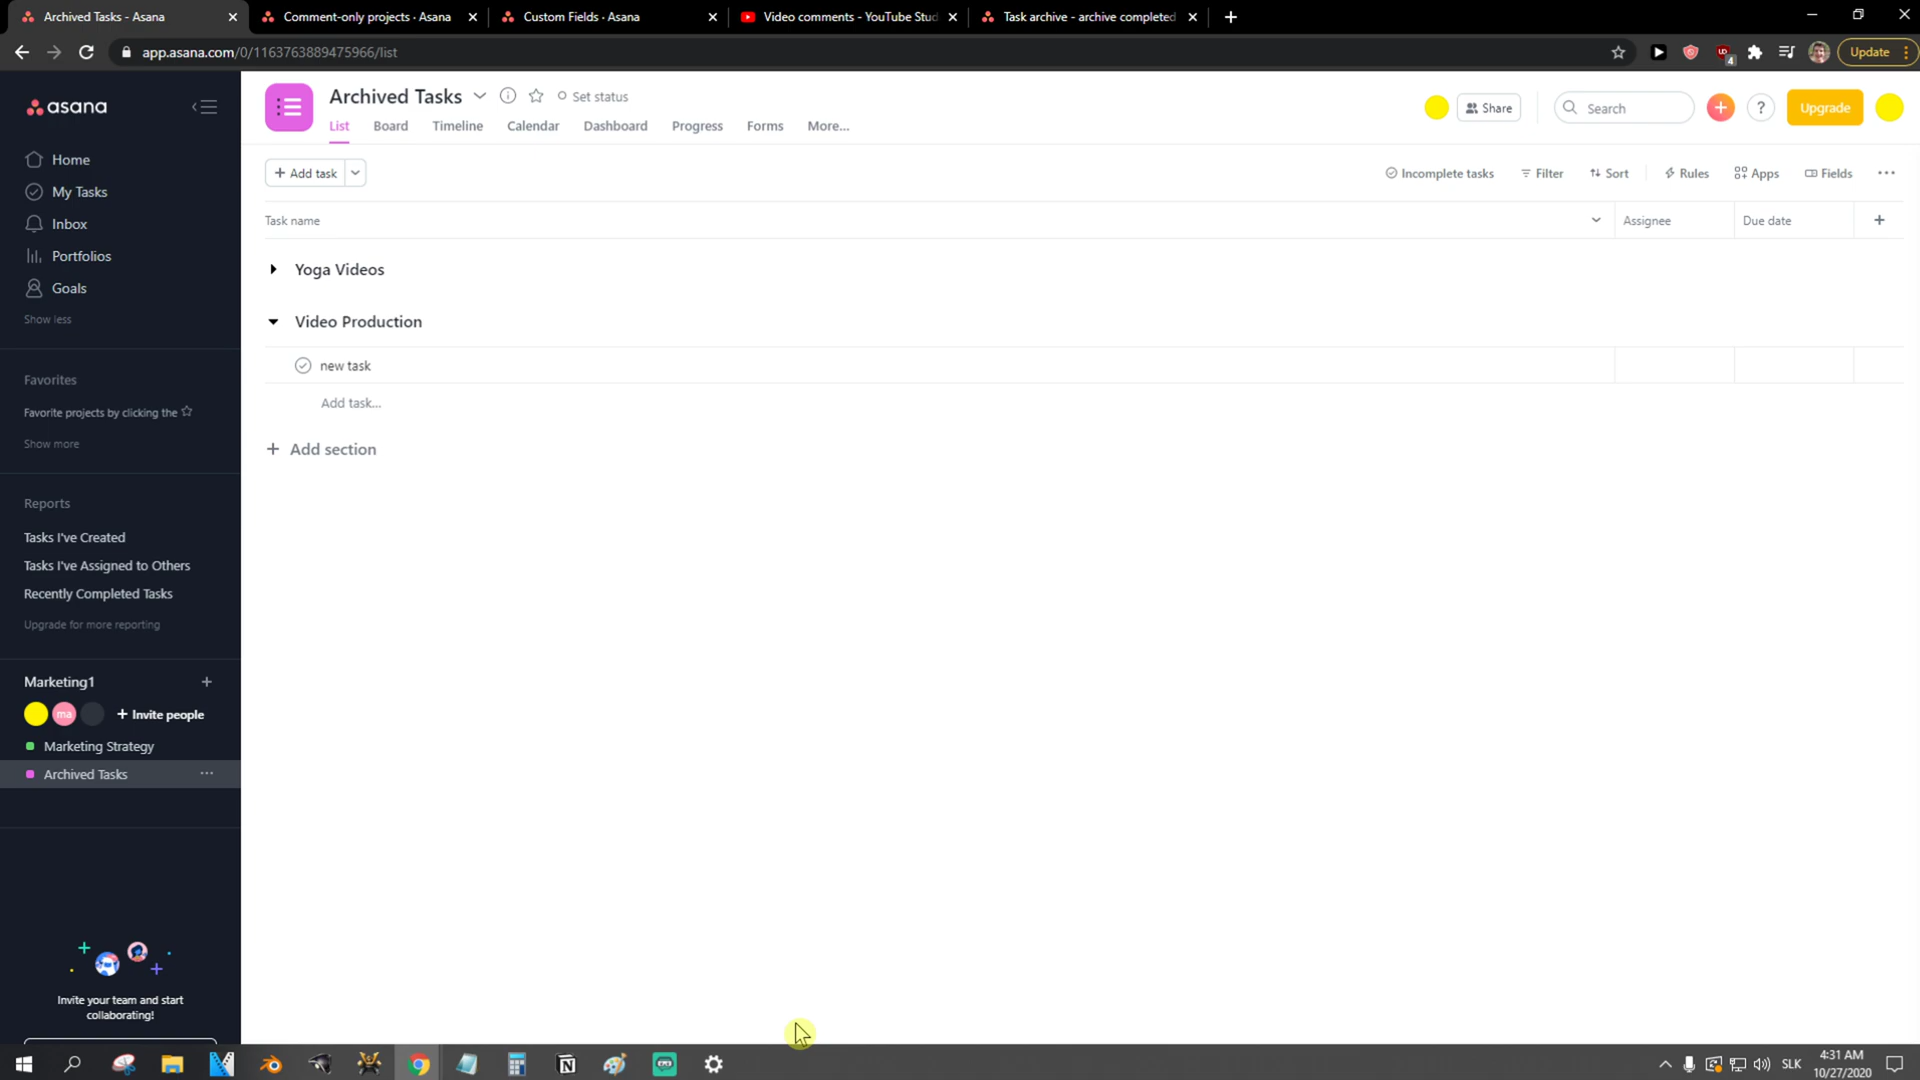 Archived Tasks - Asana
Comment-only projects · Asana
Custom Fields · Asana
Video comments - YouTube Stud
Task archive - archive completed
app.asana.com/0/1163763889475966/list
4
Update
asana
Archived Tasks
Set status
Share
Search
?
Upgrade
List
Board
Timeline
Calendar
Dashboard
Progress
Forms
More...
Home
My Tasks
Inbox
Portfolios
Goals
Show less
+ Add task
Incomplete tasks
Filter
Sort
Rules
Apps
Fields
Task name
Assignee
Due date
Yoga Videos
Video Production
new task
Add task...
+ Add section
Favorites
Favorite projects by clicking the
Show more
Reports
Tasks I've Created
Tasks I've Assigned to Others
Recently Completed Tasks
Upgrade for more reporting
Marketing1
ma
+ Invite people
Marketing Strategy
Archived Tasks
Invite your team and start
collaborating!
SLK
4:31 AM
10/27/2020